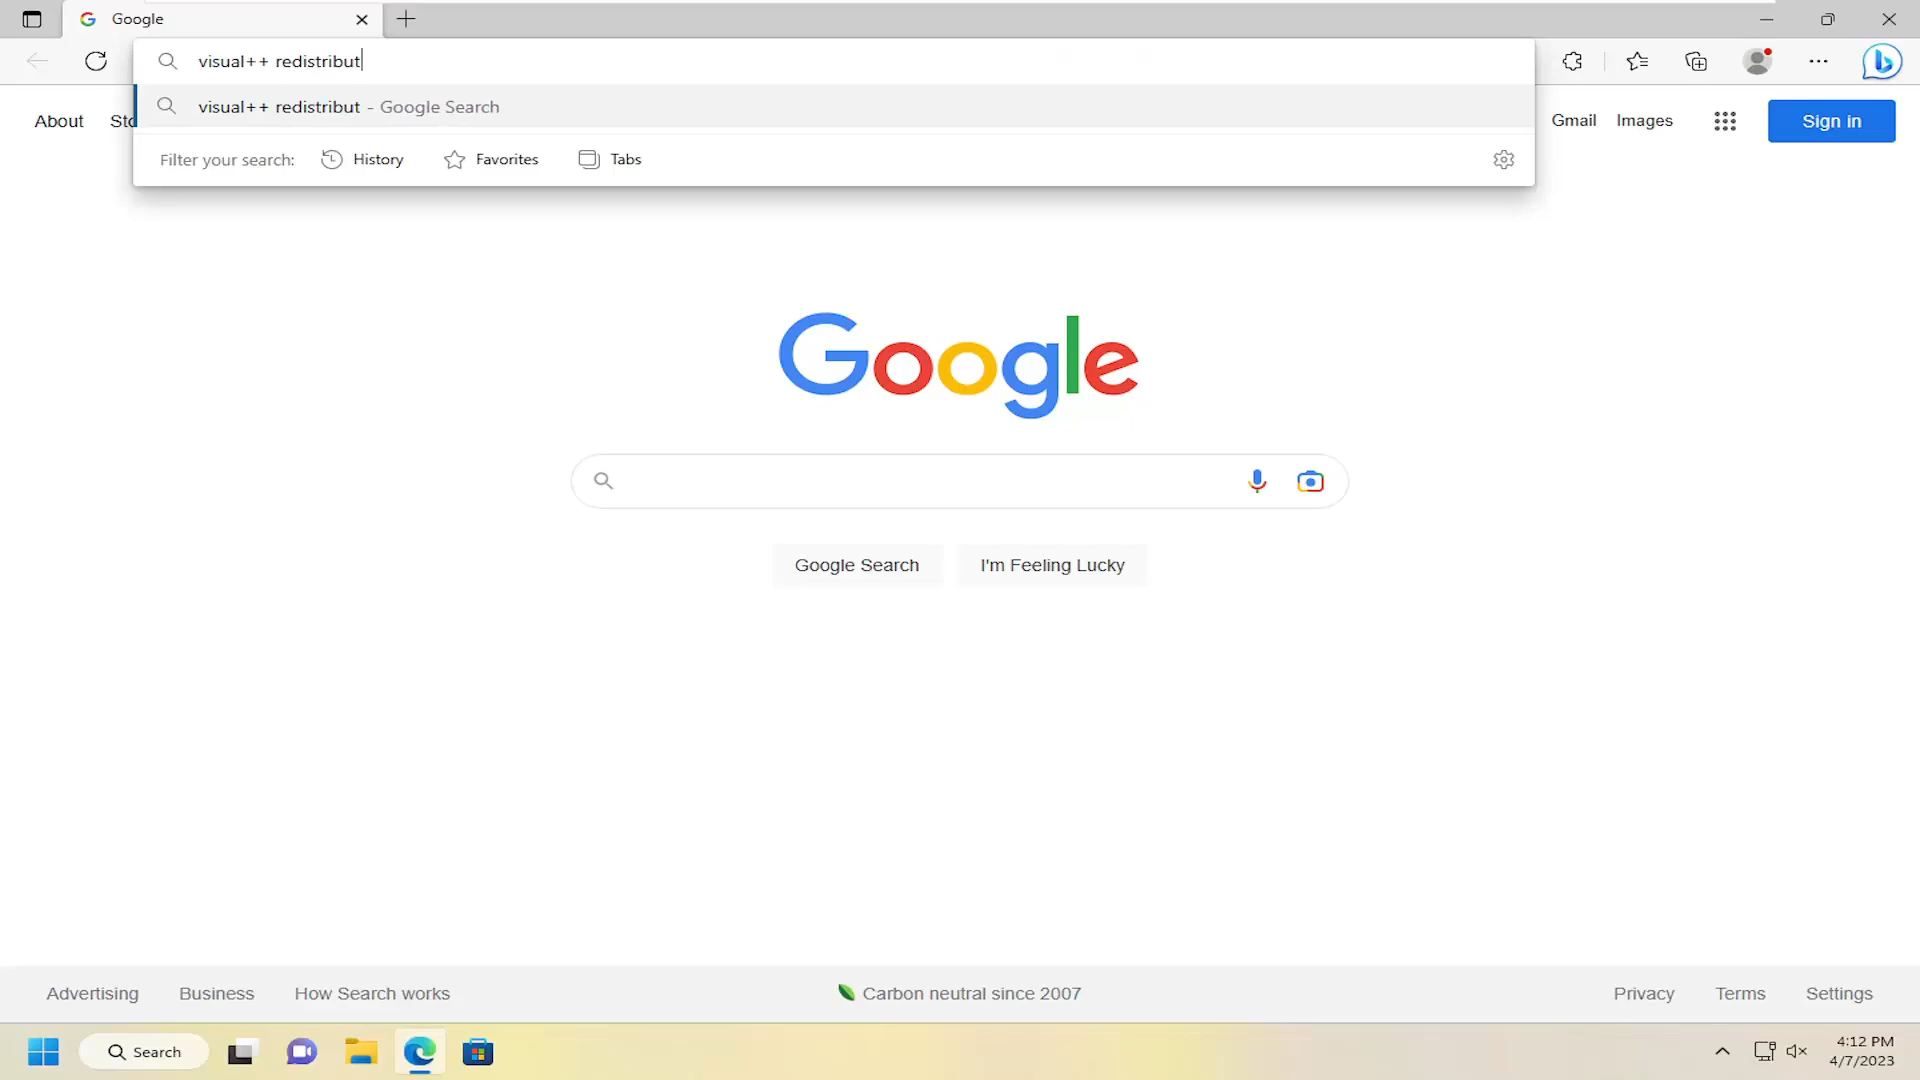 Google
visual++ redistribut
visual++ redistribut - Google Search
Filter your search: History Favorites Tabs
About Sto
Gmail Images Sign in
Google
Google Search I'm Feeling Lucky
Advertising Business How Search works
Carbon neutral since 2007
Privacy Terms Settings
Search
4:12 PM
4/7/2023